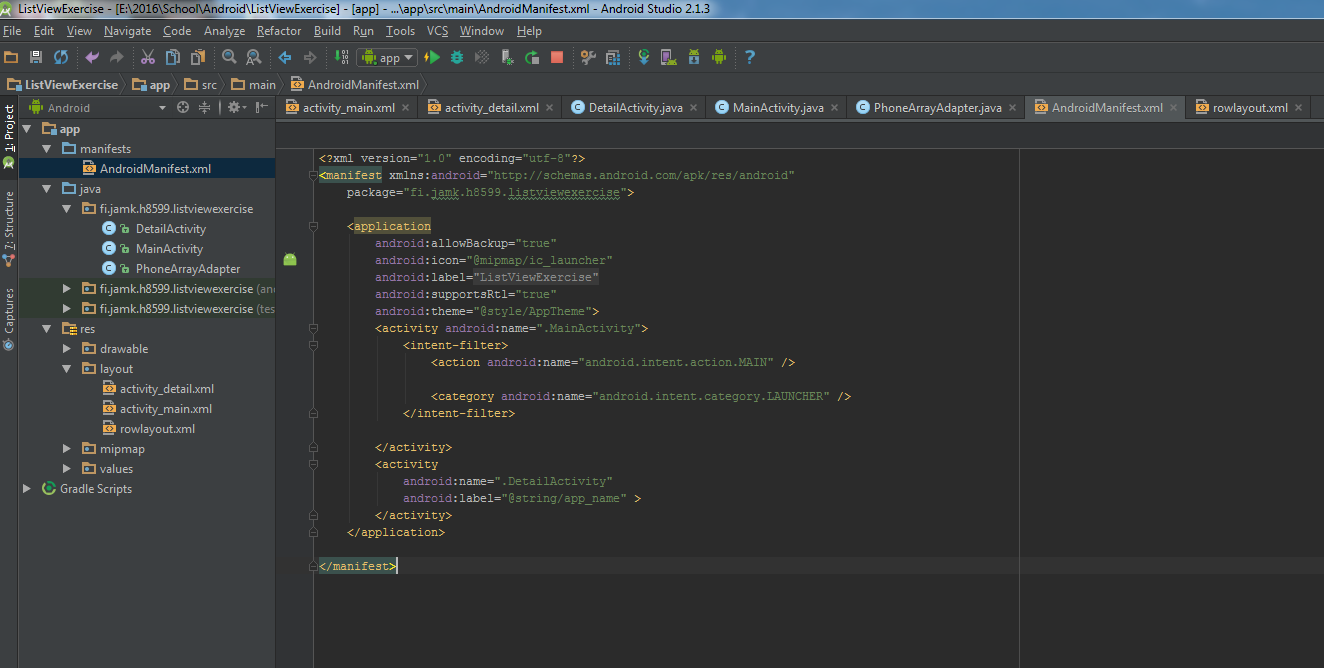 ListViewExercise - [E:\2016\School\Android\ListViewExercise] - [app] - ...\app\src\main\AndroidManifest.xml - Android Studio 2.1.3
File Edit View Navigate Code Analyze Refactor Build Run Tools VCS Window Help
app
ListViewExercise app src main AndroidManifest.xml
Android
activity_main.xml activity_detail.xml DetailActivity.java MainActivity.java PhoneArrayAdapter.java AndroidManifest.xml rowlayout.xml
1: Project
7: Structure
Captures
app
manifests
AndroidManifest.xml
java
fi.jamk.h8599.listviewexercise
DetailActivity
MainActivity
PhoneArrayAdapter
fi.jamk.h8599.listviewexercise (an
fi.jamk.h8599.listviewexercise (tes
res
drawable
layout
activity_detail.xml
activity_main.xml
rowlayout.xml
mipmap
values
Gradle Scripts
<?xml version="1.0" encoding="utf-8"?>
<manifest xmlns:android="http://schemas.android.com/apk/res/android"
package="fi.jamk.h8599.listviewexercise">
<application
android:allowBackup="true"
android:icon="@mipmap/ic_launcher"
android:label="ListViewExercise"
android:supportsRtl="true"
android:theme="@style/AppTheme">
<activity android:name=".MainActivity">
<intent-filter>
<action android:name="android.intent.action.MAIN" />
<category android:name="android.intent.category.LAUNCHER" />
</intent-filter>
</activity>
<activity
android:name=".DetailActivity"
android:label="@string/app_name" >
</activity>
</application>
</manifest>